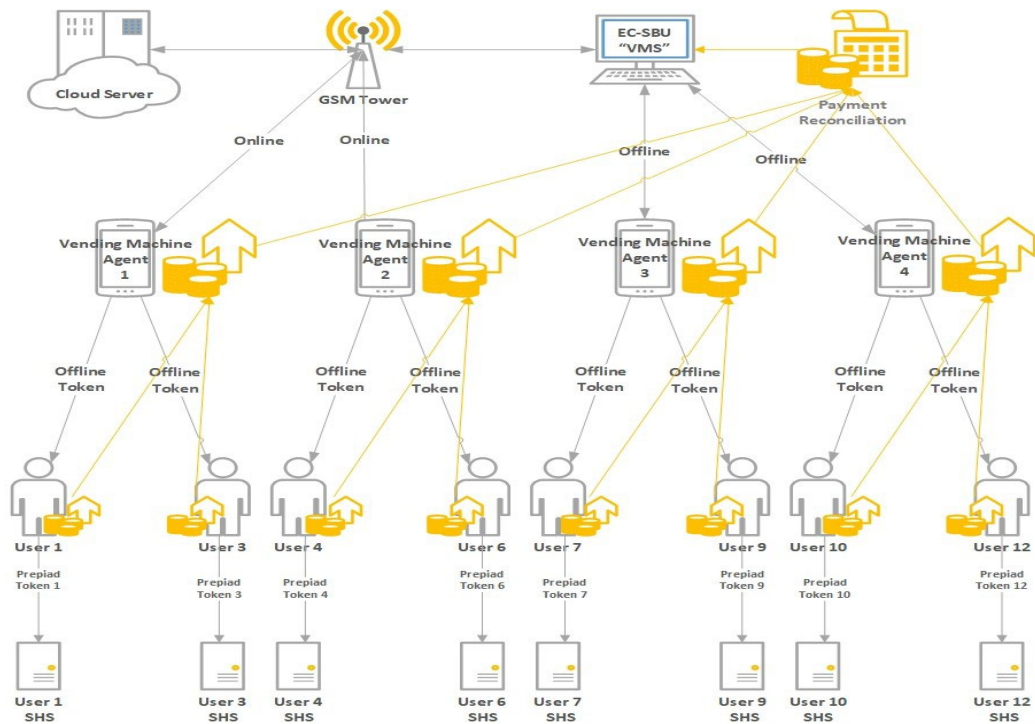 EC-SBU
“VMS”
Cloud Server
GSM Tower
Payment
Reconciliation
Online
Online
Offline
Offline
Vending Machine
Agent
1
Vending Machine
Agent
2
Vending Machine
Agent
3
Vending Machine
Agent
4
Offline
Token
Offline
Token
Offline
Token
Offline
Token
Offline
Token
Offline
Token
Offline
Token
Offline
Token
User 1
User 3
User 4
User 6
User 7
User 9
User 10
User 12
Prepiad
Token 1
Prepiad
Token 3
Prepiad
Token 4
Prepiad
Token 6
Prepiad
Token 7
Prepiad
Token 9
Prepiad
Token 10
Prepiad
Token 12
User 1
SHS
User 3
SHS
User 4
SHS
User 6
SHS
User 7
SHS
User 9
SHS
User 10
SHS
User 12
SHS